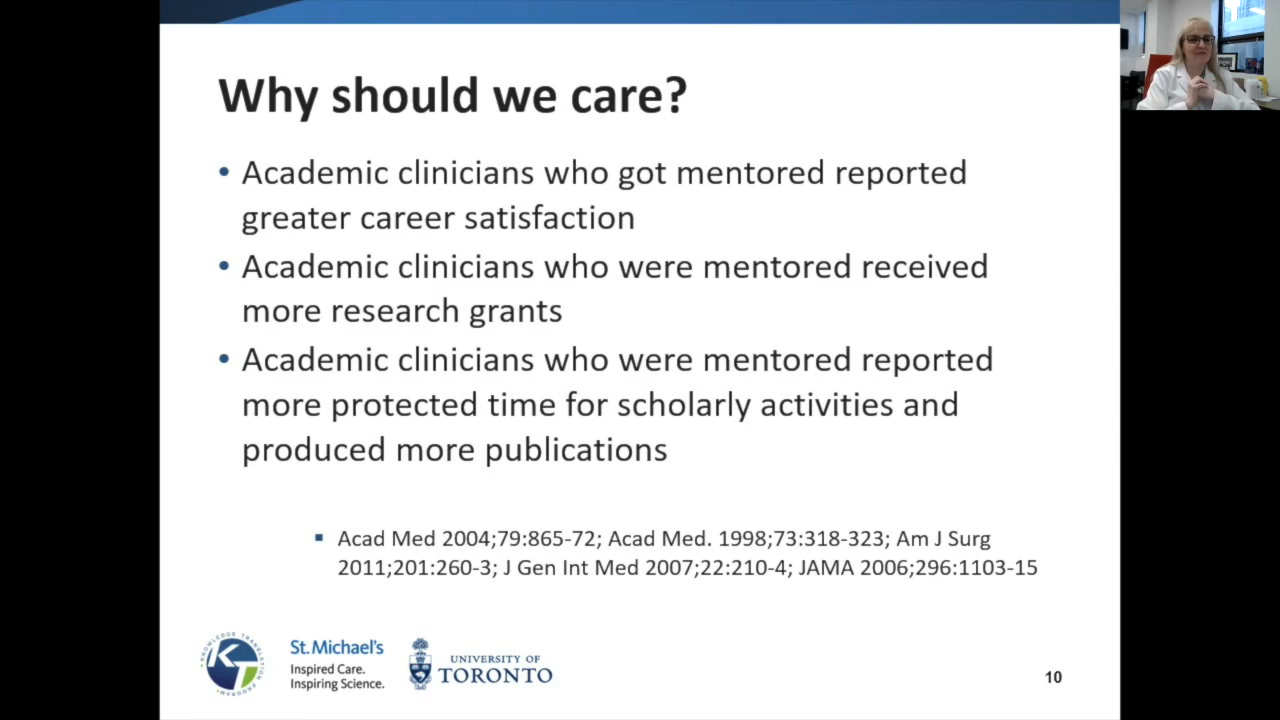 Why should we care?
• Academic clinicians who got mentored reported
greater career satisfaction
• Academic clinicians who were mentored received
more research grants
• Academic clinicians who were mentored reported
more protected time for scholarly activities and
produced more publications
▪ Acad Med 2004;79:865-72; Acad Med. 1998;73:318-323; Am J Surg
2011;201:260-3; J Gen Int Med 2007;22:210-4; JAMA 2006;296:1103-15
KNOWLEDGE TRANSLATION
PROGRAM
KT
St. Michael's
Inspired Care.
Inspiring Science.
UNIVERSITY OF
TORONTO
10